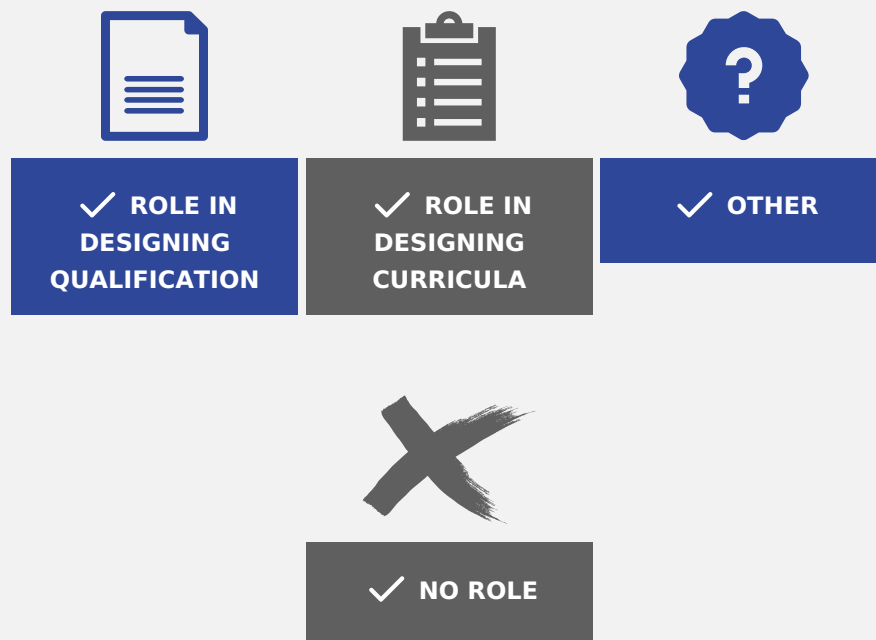 ?
ROLE IN
DESIGNING
QUALIFICATION
ROLE IN
DESIGNING
CURRICULA
OTHER
NO ROLE